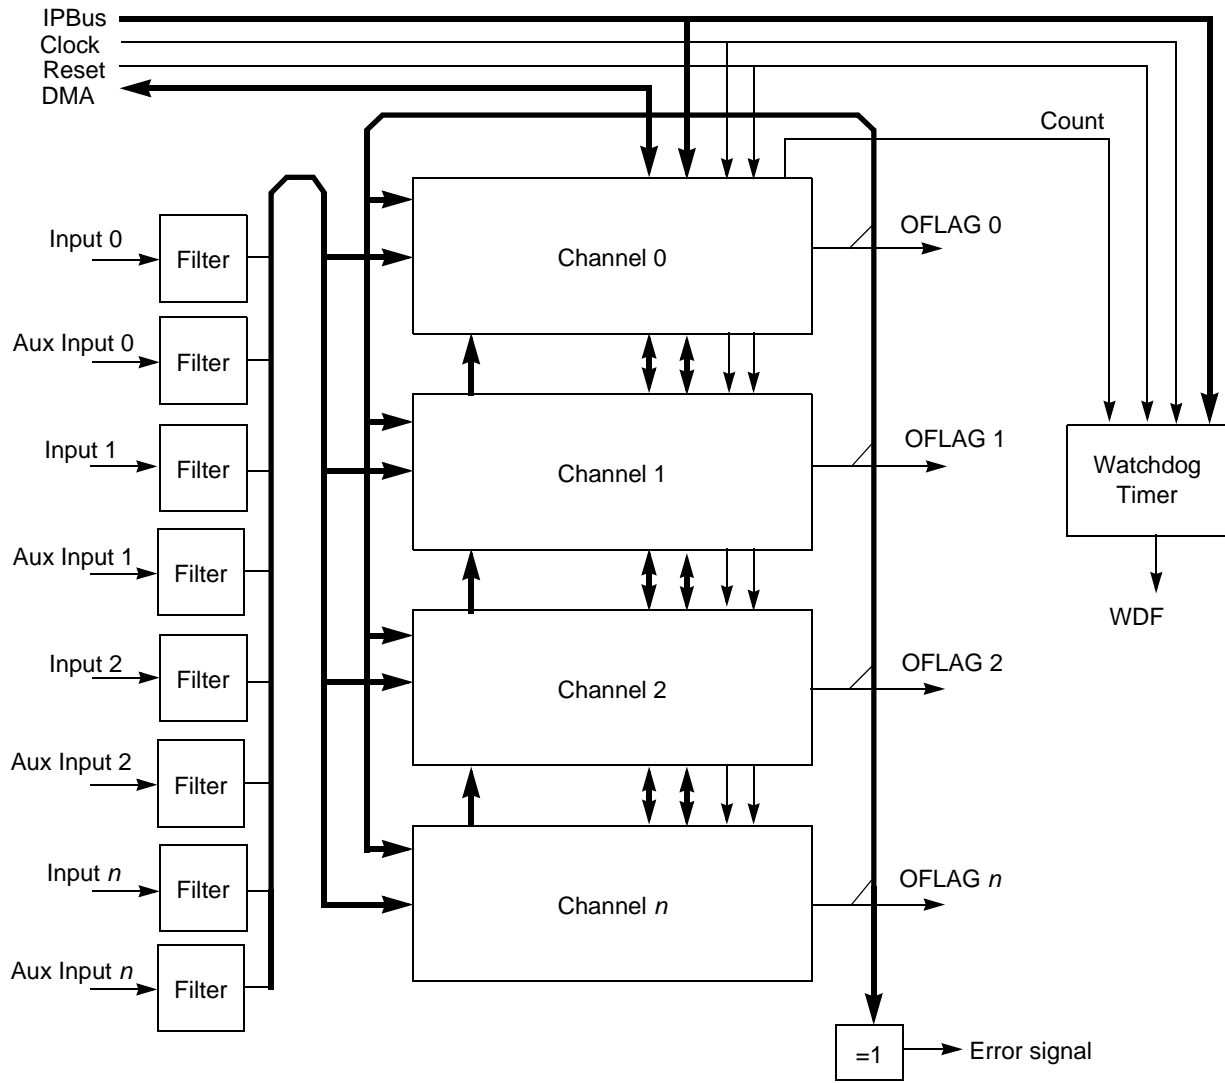 IPBus
Clock
Reset
DMA
Count
Input 0
Filter
Channel 0
OFLAG 0
Aux Input 0
Filter
Input 1
Filter
Channel 1
OFLAG 1
Watchdog
Timer
Aux Input 1
Filter
WDF
Input 2
Filter
Channel 2
OFLAG 2
Aux Input 2
Filter
Input n
Filter
Channel n
OFLAG n
Aux Input n
Filter
=1
Error signal